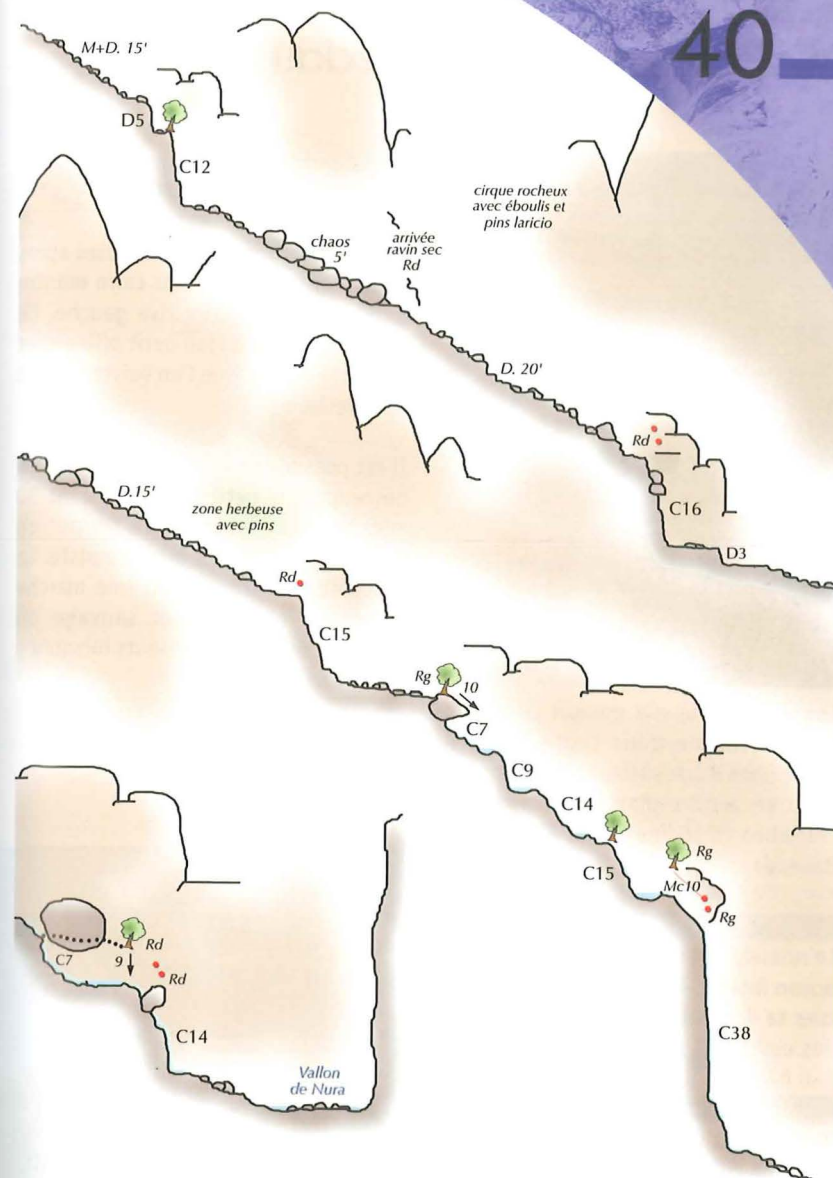 40
M+D. 15'
D5
C12
cirque rocheux
avec éboulis et
pins laricio
chaos
5'
arrivée
ravin sec
Rd
D. 20'
Rd
C16
D3
D.15'
zone herbeuse
avec pins
Rd
C15
Rg
10
C7
C9
C14
C15
Rg
Mc10
Rg
C38
C7
9
Rd
Rd
C14
Vallon
de Nura